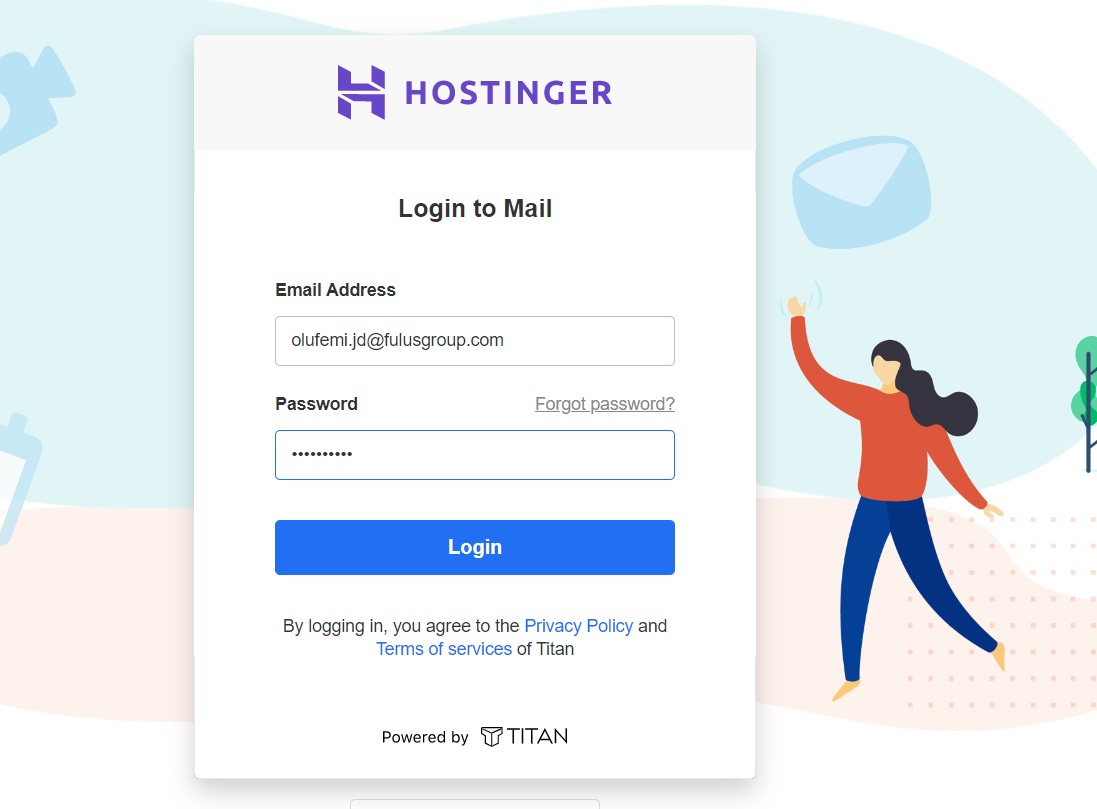 HOSTINGER
Login to Mail
Email Address
olufemi.jd@fulusgroup.com
Password Forgot password?
••••••••••
Login
By logging in, you agree to the Privacy Policy and
Terms of services of Titan
Powered by TITAN